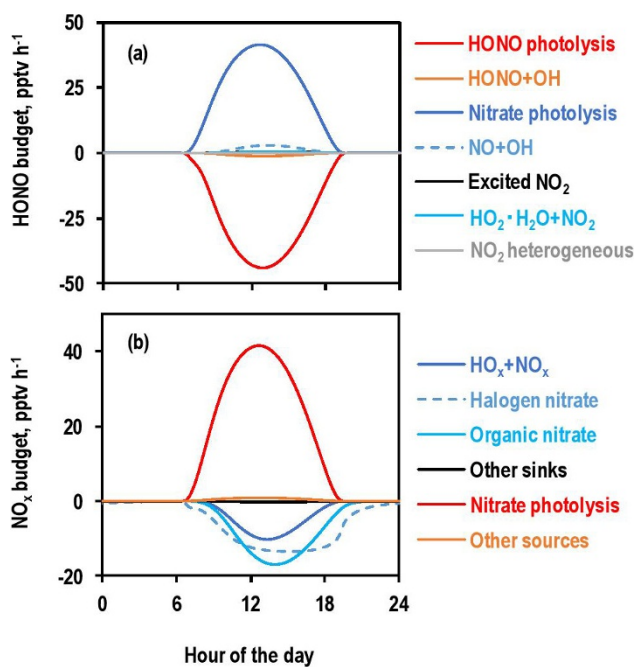 (a)
HONO budget, pptv h⁻¹
50
25
0
-25
-50
HONO photolysis
HONO+OH
Nitrate photolysis
NO+OH
Excited NO₂
HO₂·H₂O+NO₂
NO₂ heterogeneous
(b)
NOₓ budget, pptv h⁻¹
40
20
0
-20
0
6
12
18
24
Hour of the day
HOₓ+NOₓ
Halogen nitrate
Organic nitrate
Other sinks
Nitrate photolysis
Other sources